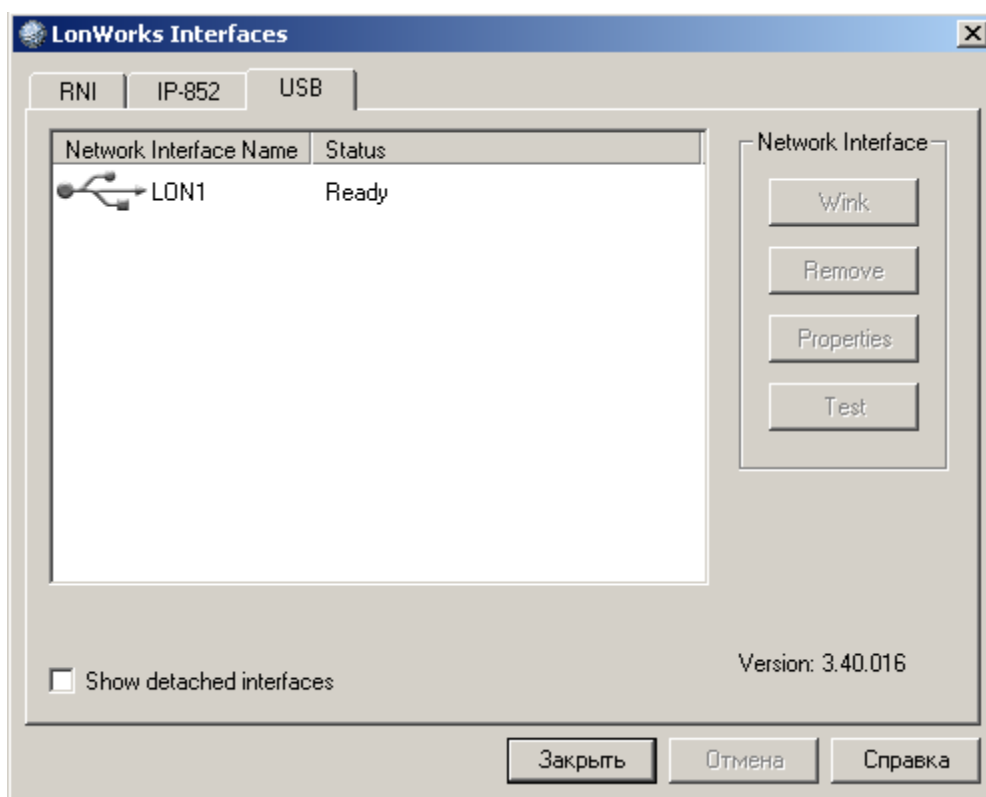 LonWorks Interfaces
RNI IP-852 USB
Network Interface Name Status
LON1 Ready
Network Interface
Wink
Remove
Properties
Test
Show detached interfaces
Version: 3.40.016
Закрыть Отмена Справка